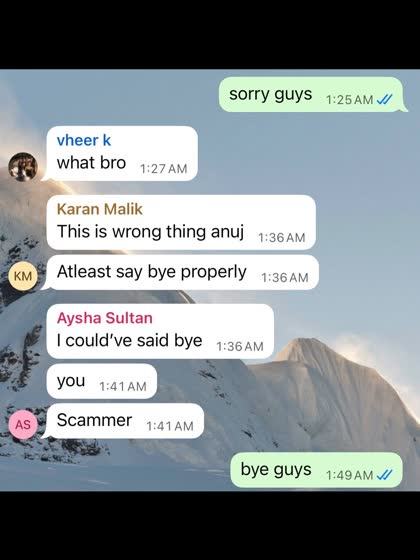 sorry guys 1:25 AM
vheer k
what bro 1:27 AM
Karan Malik
This is wrong thing anuj 1:36 AM
KM
Atleast say bye properly 1:36 AM
Aysha Sultan
I could’ve said bye 1:36 AM
you 1:41 AM
AS
Scammer 1:41 AM
bye guys 1:49 AM